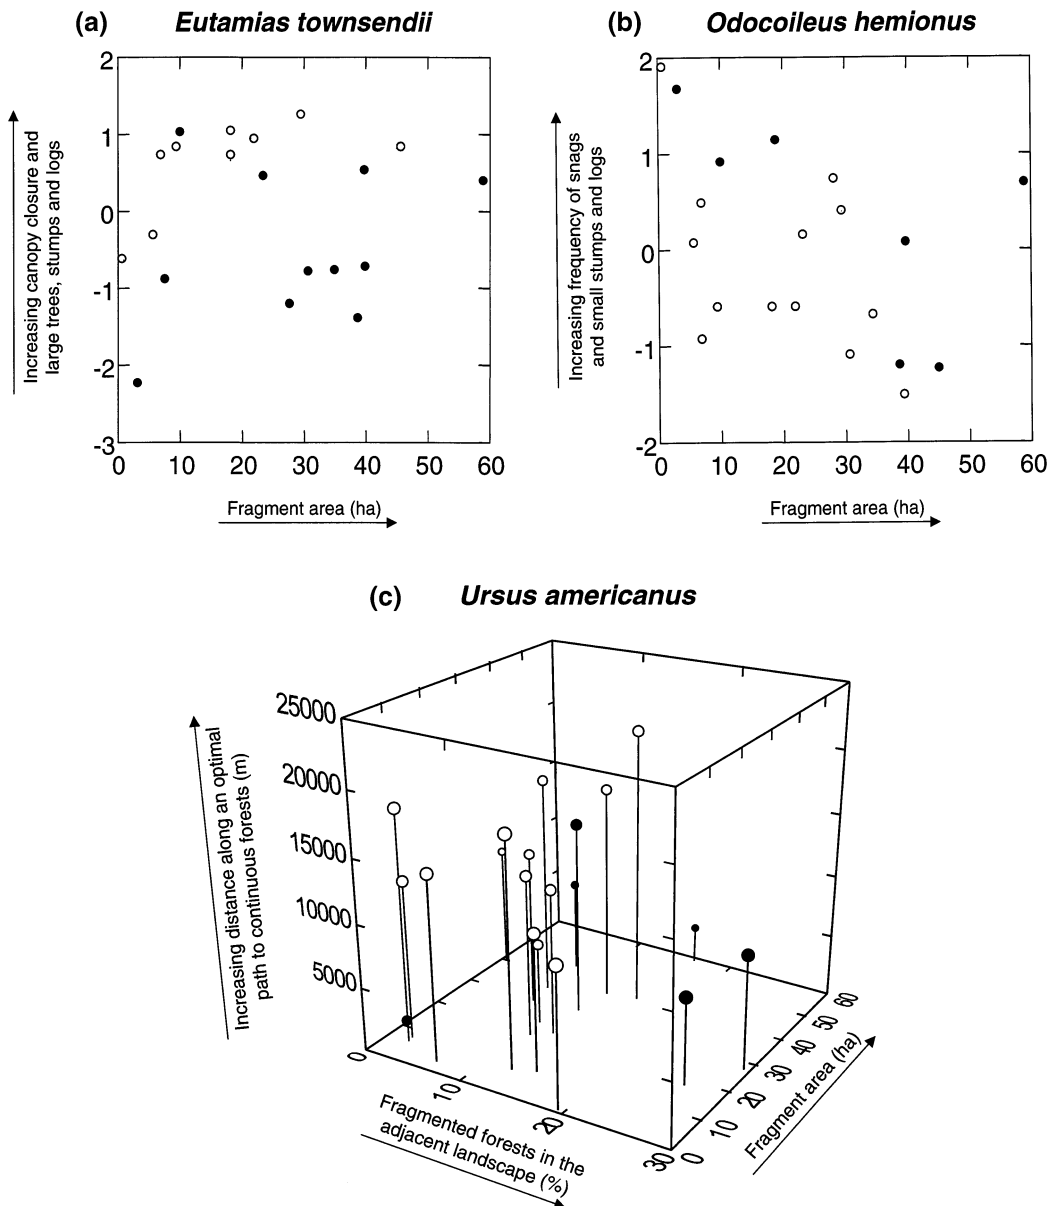 (a) Eutamias townsendii
2
1
0
-1
-2
-3
0 10 20 30 40 50 60
Increasing canopy closure and
large trees, stumps and logs
Fragment area (ha)
(b) Odocoileus hemionus
2
1
0
-1
-2
0 10 20 30 40 50 60
Increasing frequency of snags
and small stumps and logs
Fragment area (ha)
(c) Ursus americanus
25000
20000
15000
10000
5000
0
10
20
30
0 10 20 30 40 50 60
Increasing distance along an optimal
path to continuous forests (m)
Fragmented forests in the
adjacent landscape (%)
Fragment area (ha)